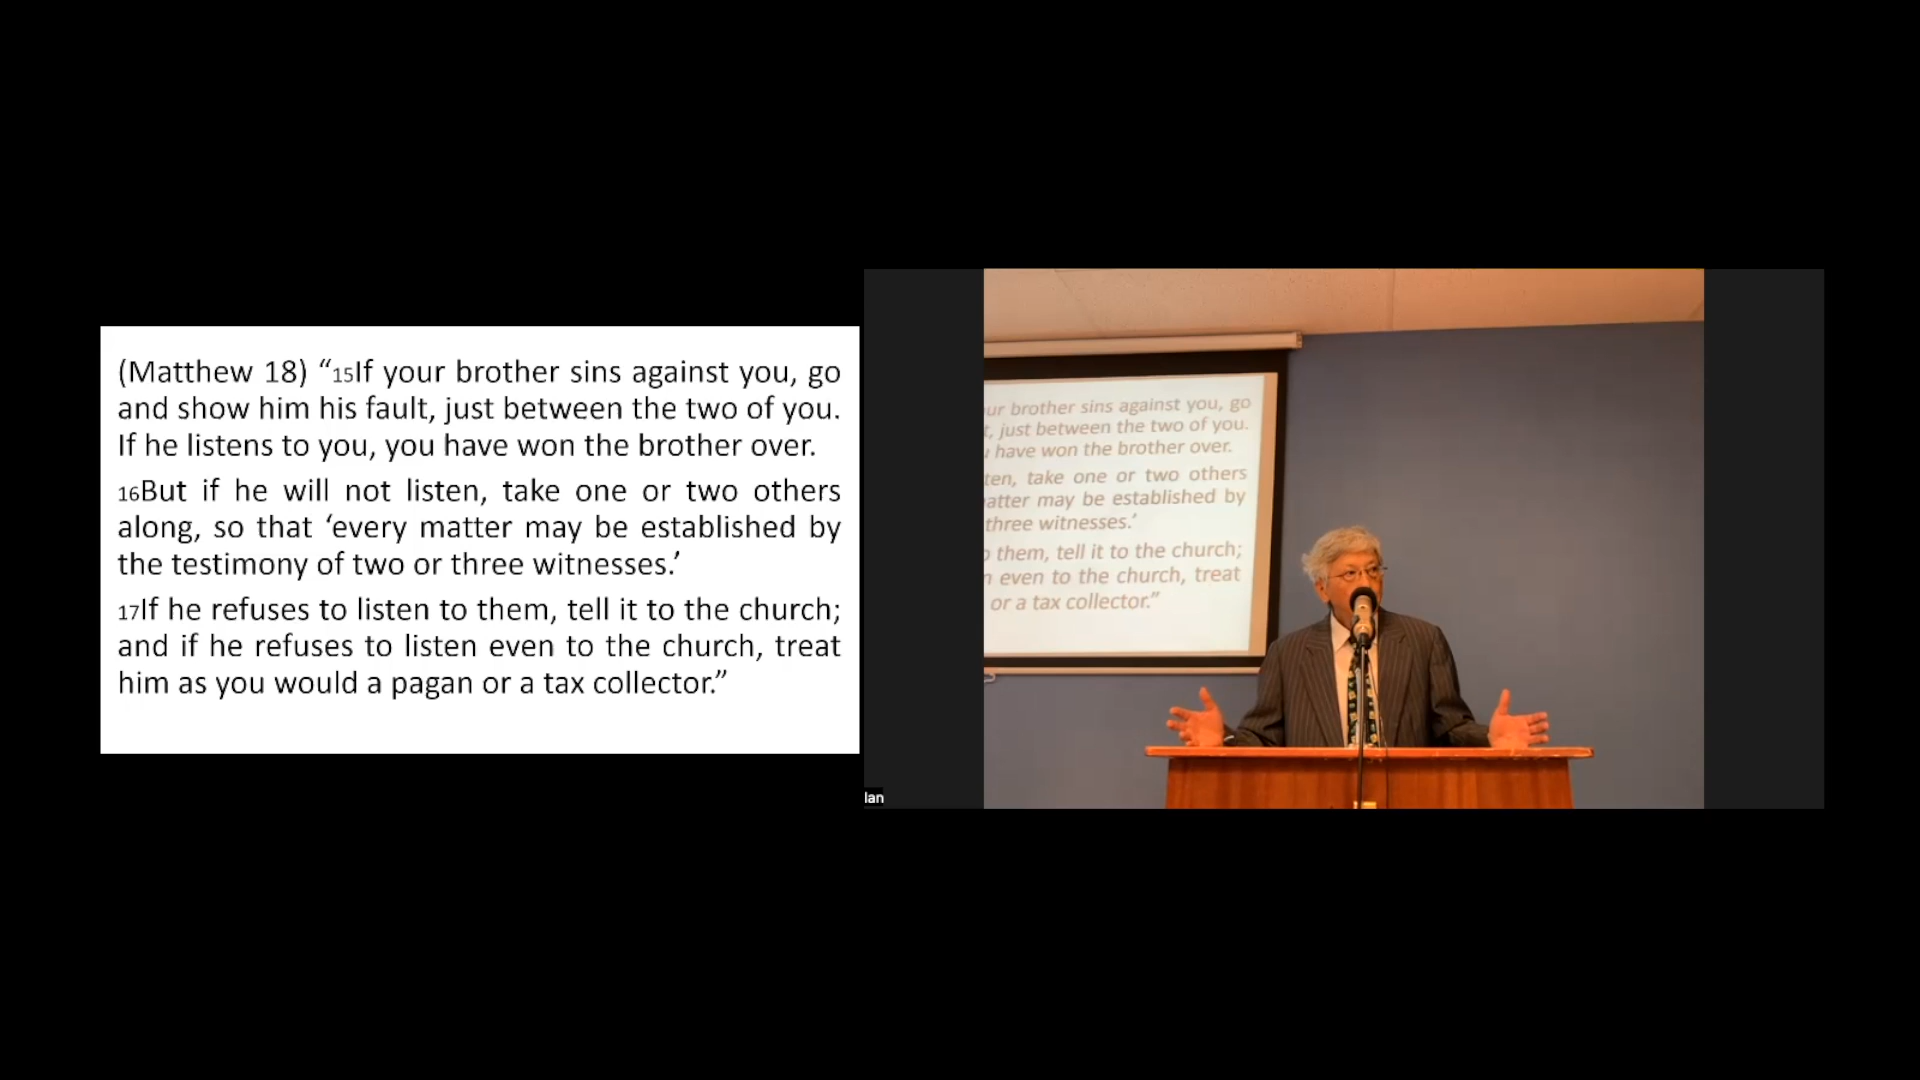 (Matthew 18) “15If your brother sins against you, go
and show him his fault, just between the two of you.
If he listens to you, you have won the brother over.
16But if he will not listen, take one or two others
along, so that ‘every matter may be established by
the testimony of two or three witnesses.’
17If he refuses to listen to them, tell it to the church;
and if he refuses to listen even to the church, treat
him as you would a pagan or a tax collector.”
ur brother sins against you, go
t, just between the two of you.
have won the brother over.
ten, take one or two others
atter may be established by
three witnesses.’
o them, tell it to the church;
n even to the church, treat
or a tax collector.”
lan